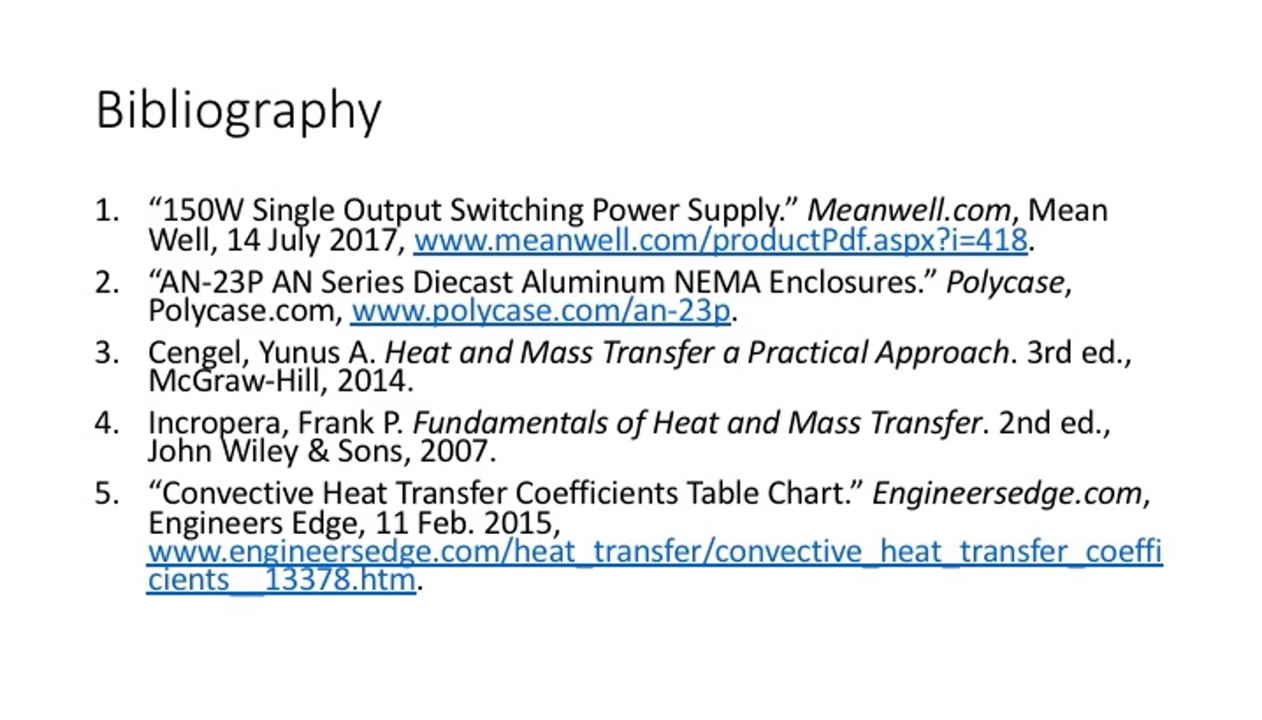 Bibliography
1. “150W Single Output Switching Power Supply.” Meanwell.com, Mean
Well, 14 July 2017, www.meanwell.com/productPdf.aspx?i=418.
2. “AN-23P AN Series Diecast Aluminum NEMA Enclosures.” Polycase,
Polycase.com, www.polycase.com/an-23p.
3. Cengel, Yunus A. Heat and Mass Transfer a Practical Approach. 3rd ed.,
McGraw-Hill, 2014.
4. Incropera, Frank P. Fundamentals of Heat and Mass Transfer. 2nd ed.,
John Wiley & Sons, 2007.
5. “Convective Heat Transfer Coefficients Table Chart.” Engineersedge.com,
Engineers Edge, 11 Feb. 2015,
www.engineersedge.com/heat_transfer/convective_heat_transfer_coeffi
cients__13378.htm.